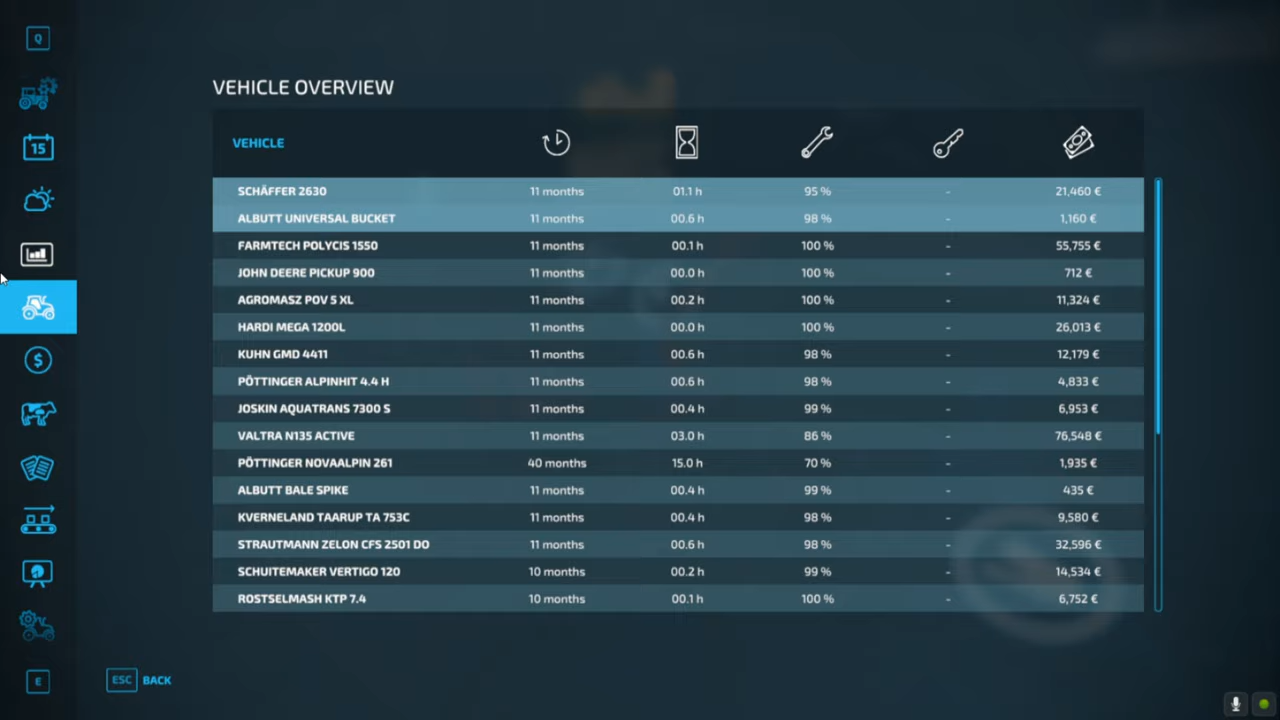 Q
VEHICLE OVERVIEW
VEHICLE
15
SCHÄFFER 2630 11 months 01.1 h 95 % - 21,460 €
ALBUTT UNIVERSAL BUCKET 11 months 00.6 h 98 % - 1,160 €
FARMTECH POLYCIS 1550 11 months 00.1 h 100 % - 55,755 €
JOHN DEERE PICKUP 900 11 months 00.0 h 100 % - 712 €
AGROMASZ POV 5 XL 11 months 00.2 h 100 % - 11,324 €
HARDI MEGA 1200L 11 months 00.0 h 100 % - 26,013 €
KUHN GMD 4411 11 months 00.6 h 98 % - 12,179 €
PÖTTINGER ALPINHIT 4.4 H 11 months 00.6 h 98 % - 4,833 €
JOSKIN AQUATRANS 7300 S 11 months 00.4 h 99 % - 6,953 €
VALTRA N135 ACTIVE 11 months 03.0 h 86 % - 76,548 €
PÖTTINGER NOVAALPIN 261 40 months 15.0 h 70 % - 1,935 €
ALBUTT BALE SPIKE 11 months 00.4 h 99 % - 435 €
KVERNELAND TAARUP TA 753C 11 months 00.4 h 98 % - 9,580 €
STRAUTMANN ZELON CFS 2501 DO 11 months 00.6 h 98 % - 32,596 €
SCHUITEMAKER VERTIGO 120 10 months 00.2 h 99 % - 14,534 €
ROSTSELMASH KTP 7.4 10 months 00.1 h 100 % - 6,752 €
E
ESC BACK